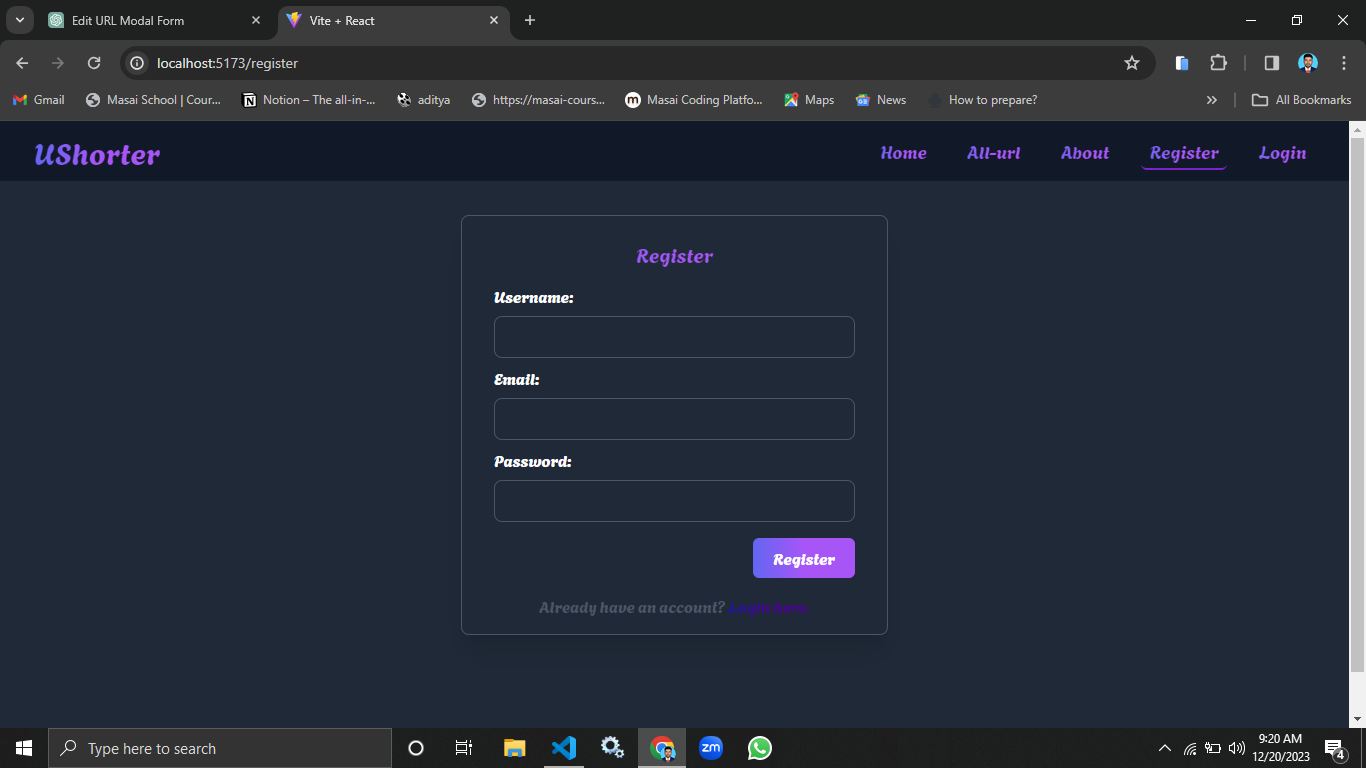 Edit URL Modal Form
Vite + React
localhost:5173/register
Gmail
Masai School | Cour...
Notion – The all-in-...
aditya
https://masai-cours...
Masai Coding Platfo...
Maps
News
How to prepare?
All Bookmarks
UShorter
Home
All-url
About
Register
Login
Register
Username:
Email:
Password:
Register
Already have an account? Login here.
Type here to search
zm
9:20 AM
12/20/2023
4